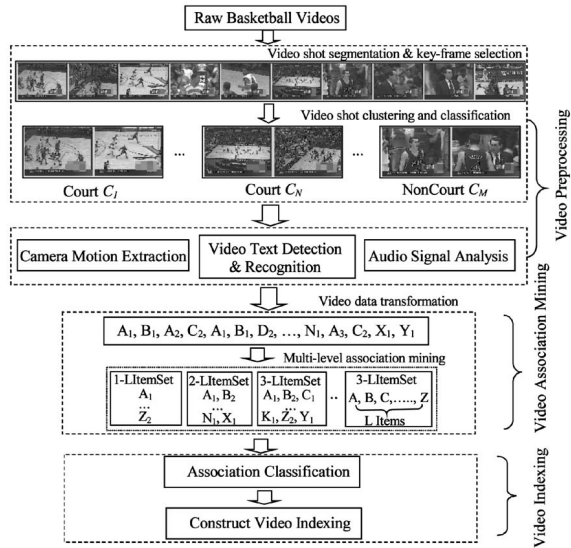 Raw Basketball Videos
Video shot segmentation & key-frame selection
Video shot clustering and classification
...
...
Court C1
Court CN
NonCourt CM
Video Preprocessing
Camera Motion Extraction
Video Text Detection
& Recognition
Audio Signal Analysis
Video data transformation
A1, B1, A2, C2, A1, B1, D2, …, N1, A3, C2, X1, Y1
Multi-level association mining
1-LItemSet
A1
...
Z2
2-LItemSet
A1, B2
...
N1, X1
3-LItemSet
A1, B2, C1
...
K1, Z2, Y1
..
3-LItemSet
A, B, C,….., Z
L Items
Video Association Mining
Association Classification
Construct Video Indexing
Video Indexing